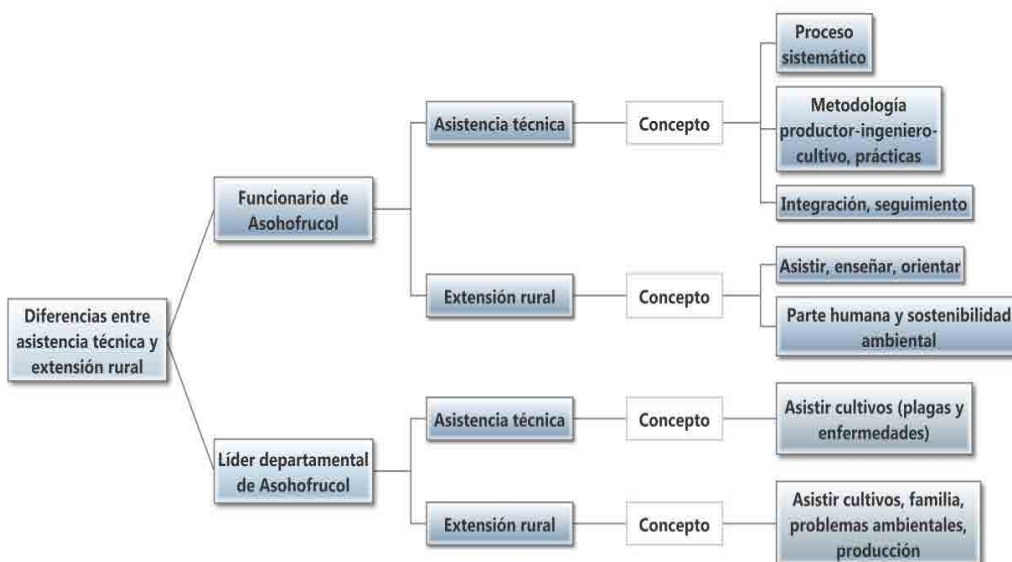 Diferencias entre
asistencia técnica y
extensión rural
Funcionario de
Asohofrucol
Asistencia técnica
Concepto
Proceso
sistemático
Metodología
productor-ingeniero-
cultivo, prácticas
Integración, seguimiento
Extensión rural
Concepto
Asistir, enseñar, orientar
Parte humana y sostenibilidad
ambiental
Líder departamental
de Asohofrucol
Asistencia técnica
Concepto
Asistir cultivos (plagas y
enfermedades)
Extensión rural
Concepto
Asistir cultivos, familia,
problemas ambientales,
producción